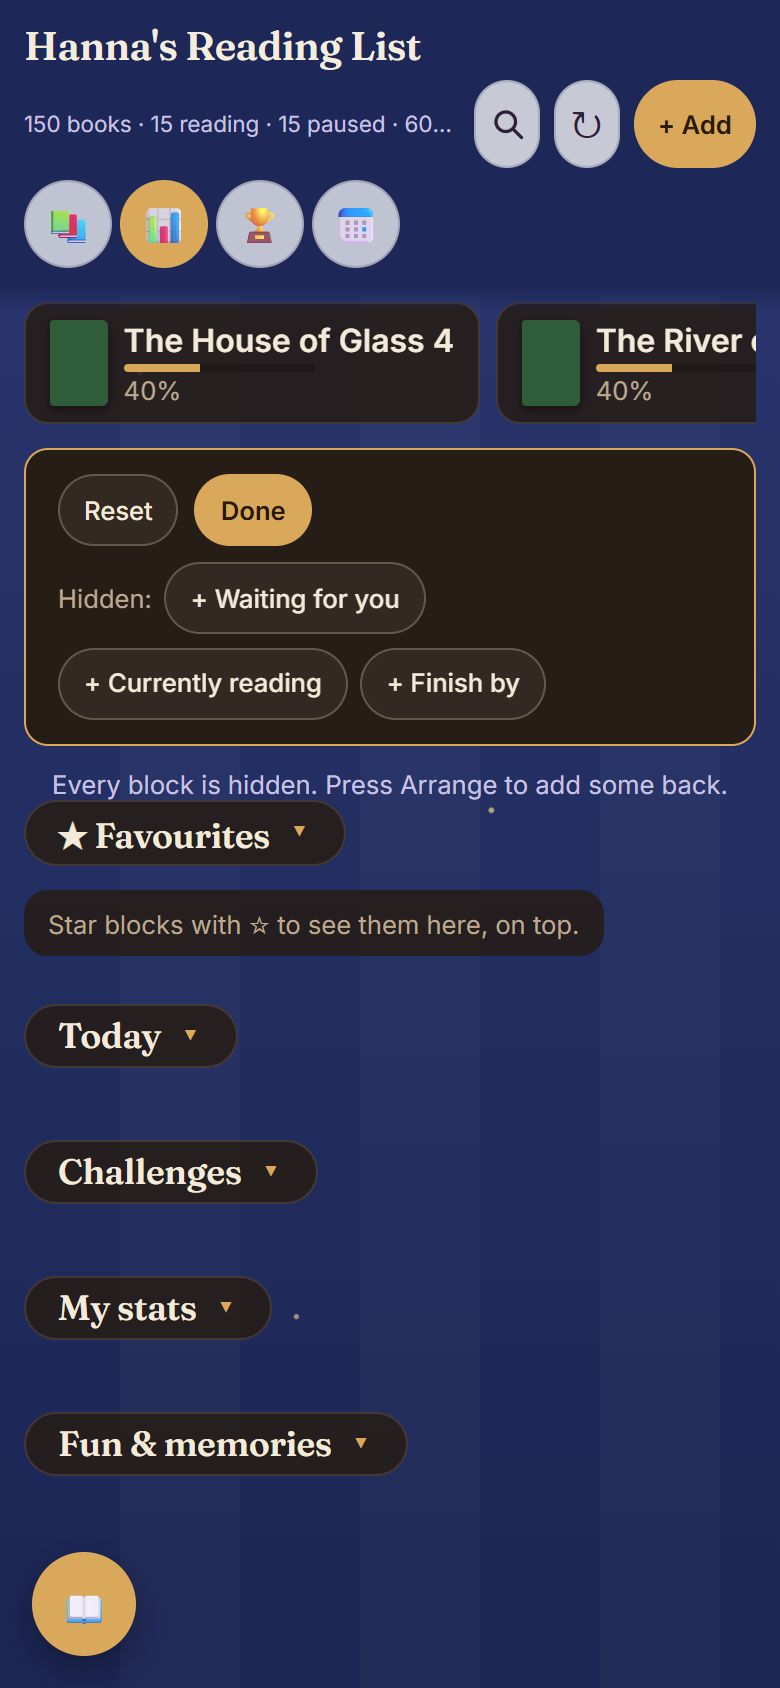 Hanna's Reading List
150 books · 15 reading · 15 paused · 60...
+ Add
The House of Glass 4
40%
The River
40%
Reset
Done
Hidden:
+ Waiting for you
+ Currently reading
+ Finish by
Every block is hidden. Press Arrange to add some back.
★ Favourites ▼
Star blocks with ☆ to see them here, on top.
Today ▼
Challenges ▼
My stats ▼
Fun & memories ▼